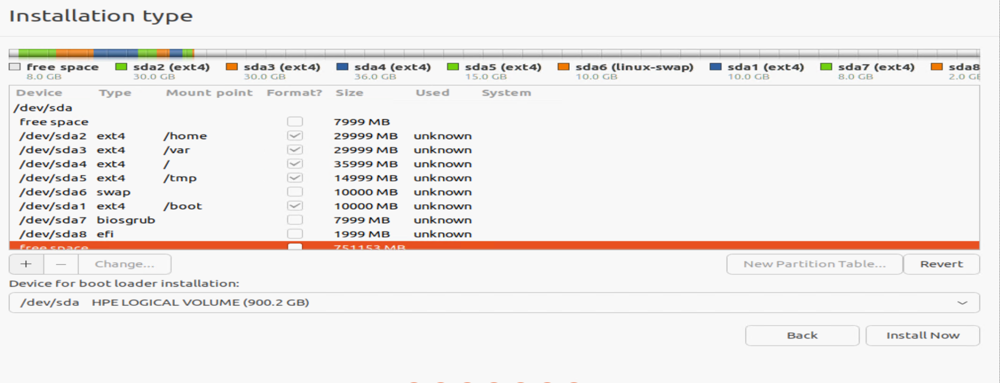 Installation type
free space sda2 (ext4) sda3 (ext4) sda4 (ext4) sda5 (ext4) sda6 (linux-swap) sda1 (ext4) sda7 (ext4) sda8
8.0 GB 30.0 GB 30.0 GB 36.0 GB 15.0 GB 10.0 GB 10.0 GB 8.0 GB 2.0 GB
Device Type Mount point Format? Size Used System
/dev/sda
free space 7999 MB
/dev/sda2 ext4 /home 29999 MB unknown
/dev/sda3 ext4 /var 29999 MB unknown
/dev/sda4 ext4 / 35999 MB unknown
/dev/sda5 ext4 /tmp 14999 MB unknown
/dev/sda6 swap 10000 MB unknown
/dev/sda1 ext4 /boot 10000 MB unknown
/dev/sda7 biosgrub 7999 MB unknown
/dev/sda8 efi 1999 MB unknown
free space 751153 MB
+ − Change... New Partition Table... Revert
Device for boot loader installation:
/dev/sda HPE LOGICAL VOLUME (900.2 GB)
Back Install Now